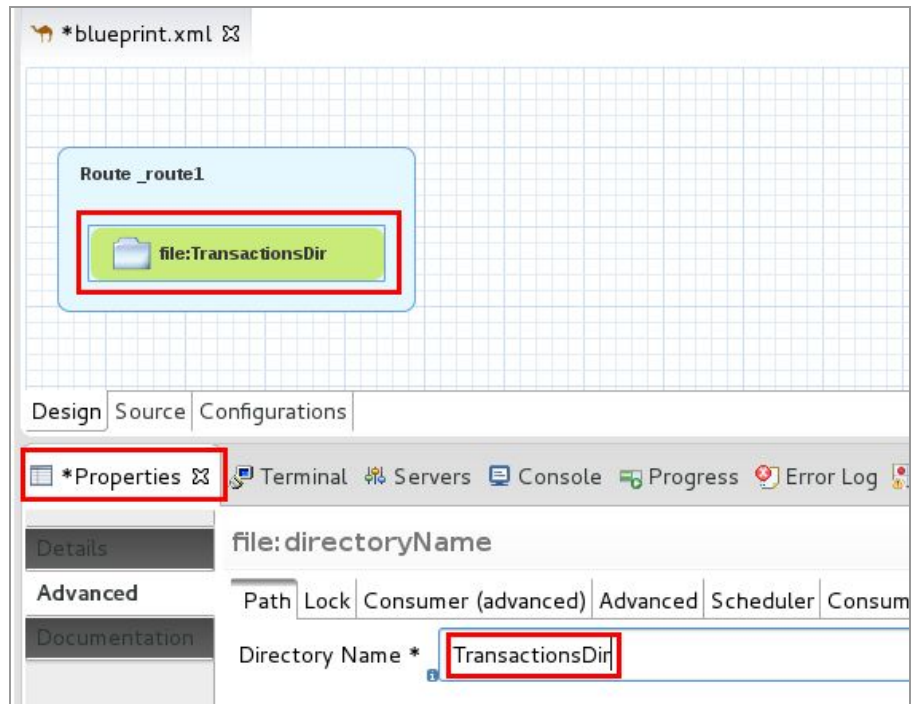 *blueprint.xml
Route _route1
file:TransactionsDir
Design Source Configurations
*Properties Terminal Servers Console Progress Error Log
Details
file:directoryName
Advanced
Path Lock Consumer (advanced) Advanced Scheduler Consum
Documentation
Directory Name * TransactionsDir